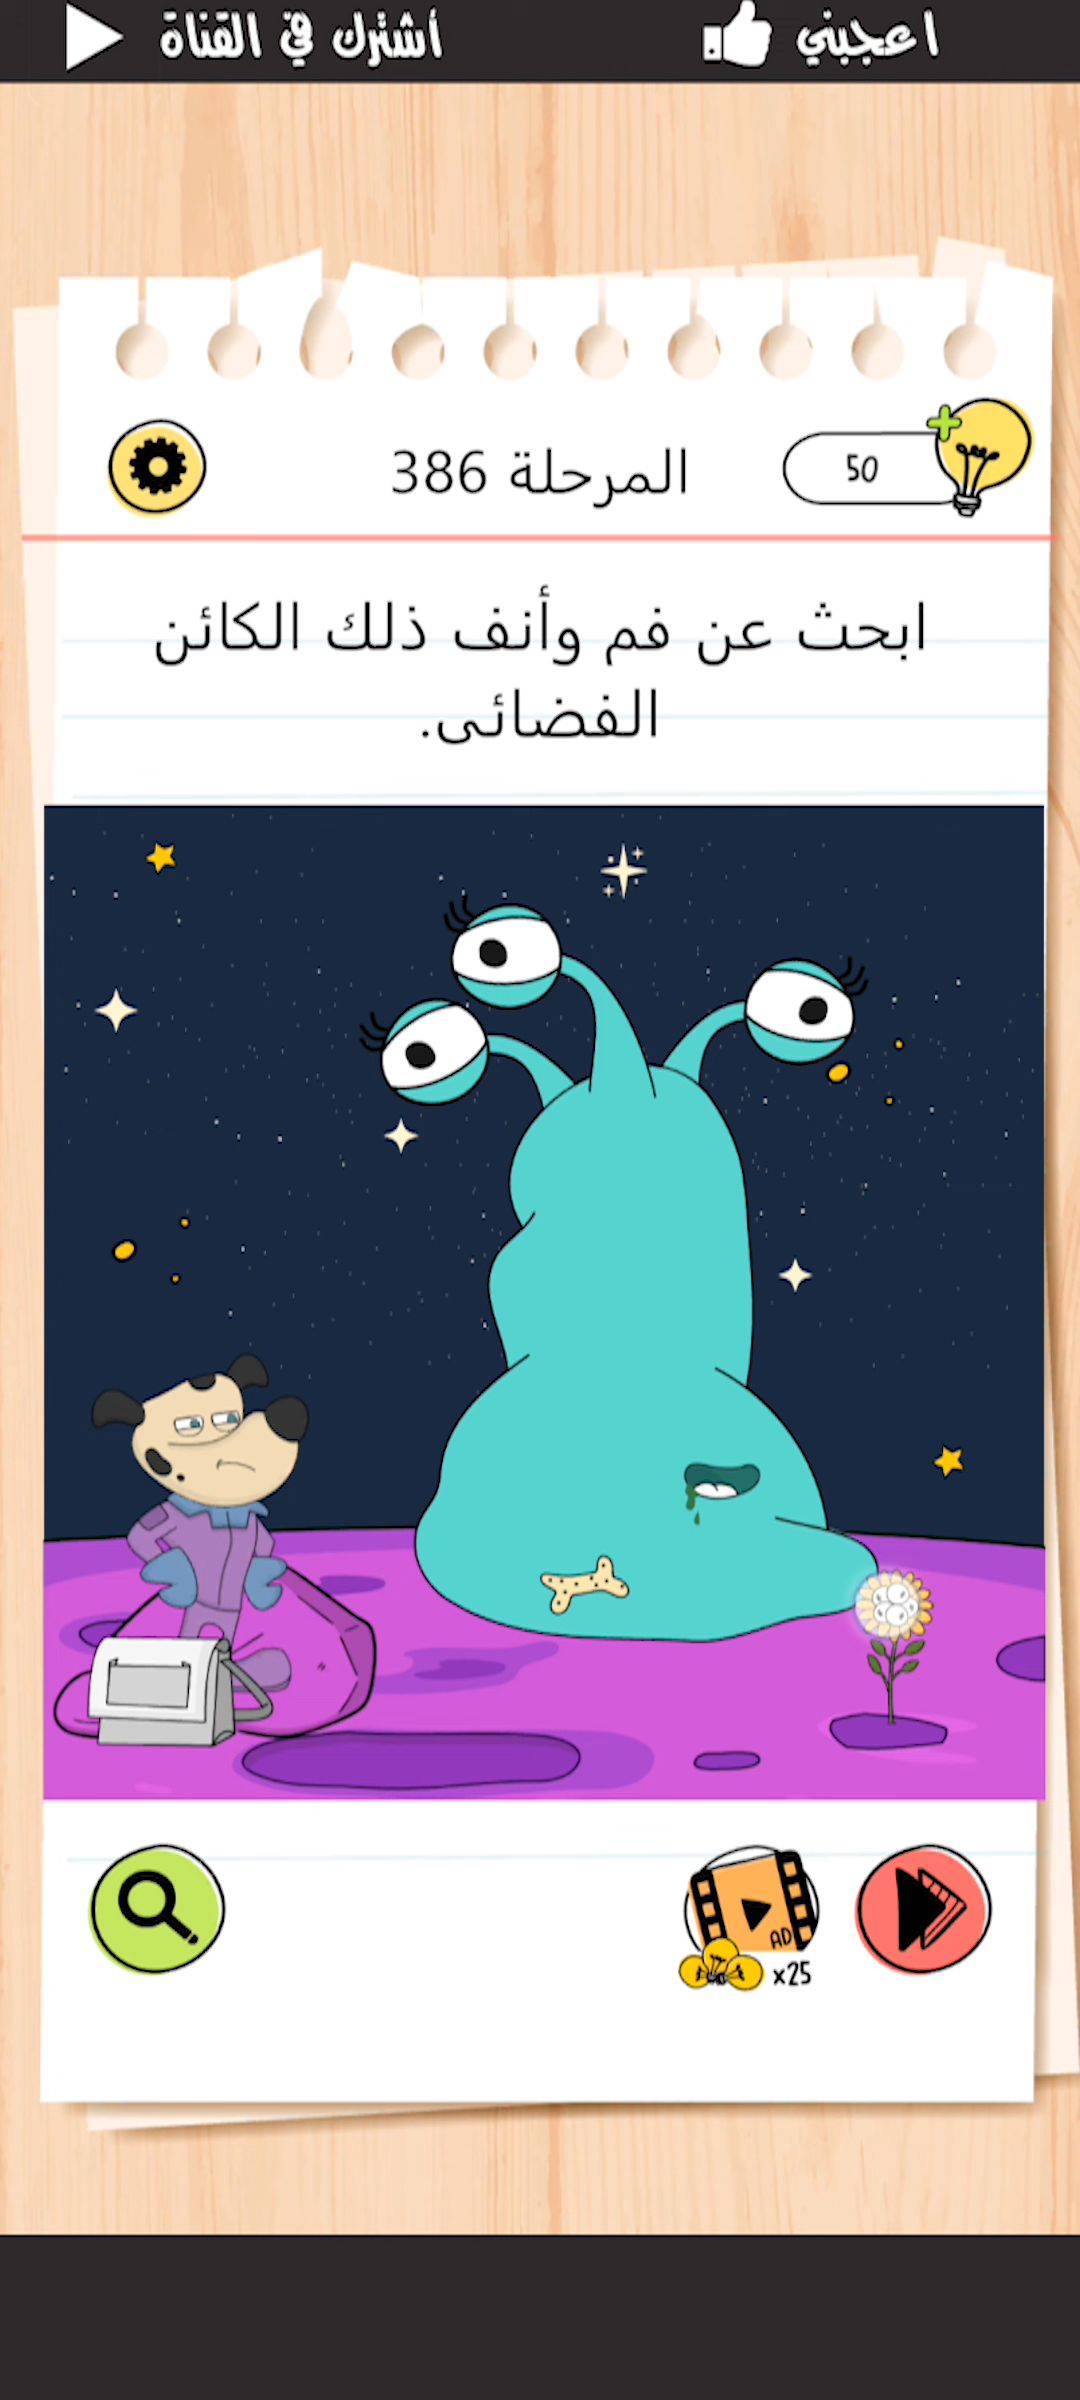 أشترك في القناة
اعجبني
المرحلة 386
50
ابحث عن فم وأنف ذلك الكائن
الفضائى.
AD
x25